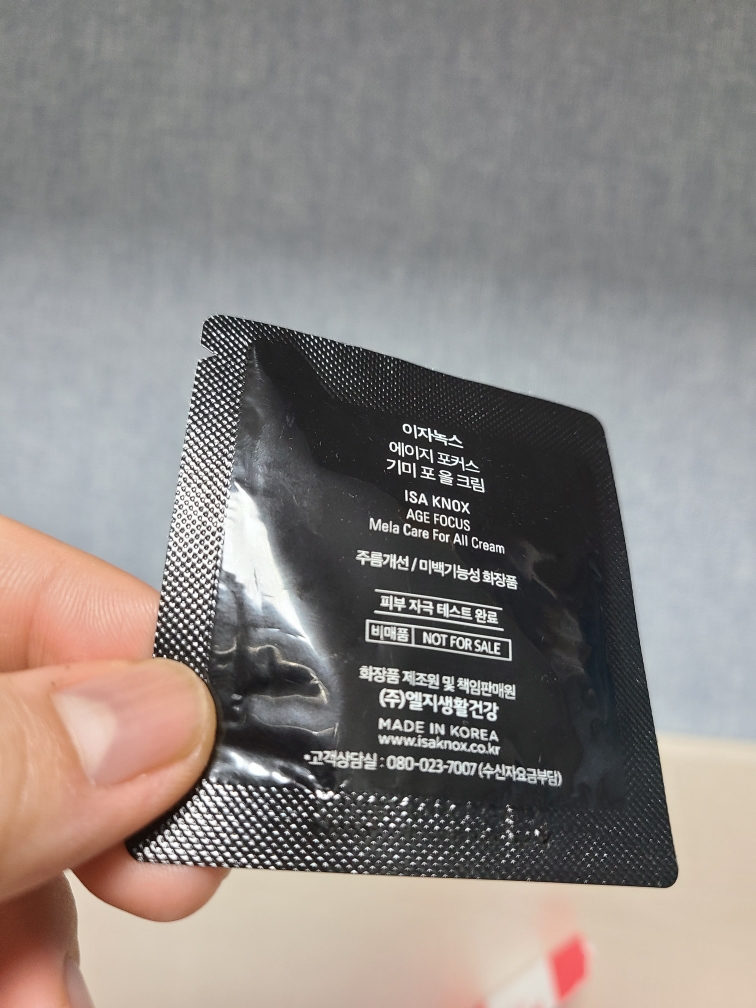 이자녹스
에이지 포커스
기미 포 올 크림
ISA KNOX
AGE FOCUS
Mela Care For All Cream
주름개선 / 미백기능성 화장품
피부 자극 테스트 완료
비매품 NOT FOR SALE
화장품 제조원 및 책임판매원
(주)엘지생활건강
MADE IN KOREA
www.isaknox.co.kr
•고객상담실 : 080-023-7007 (수신자요금부담)